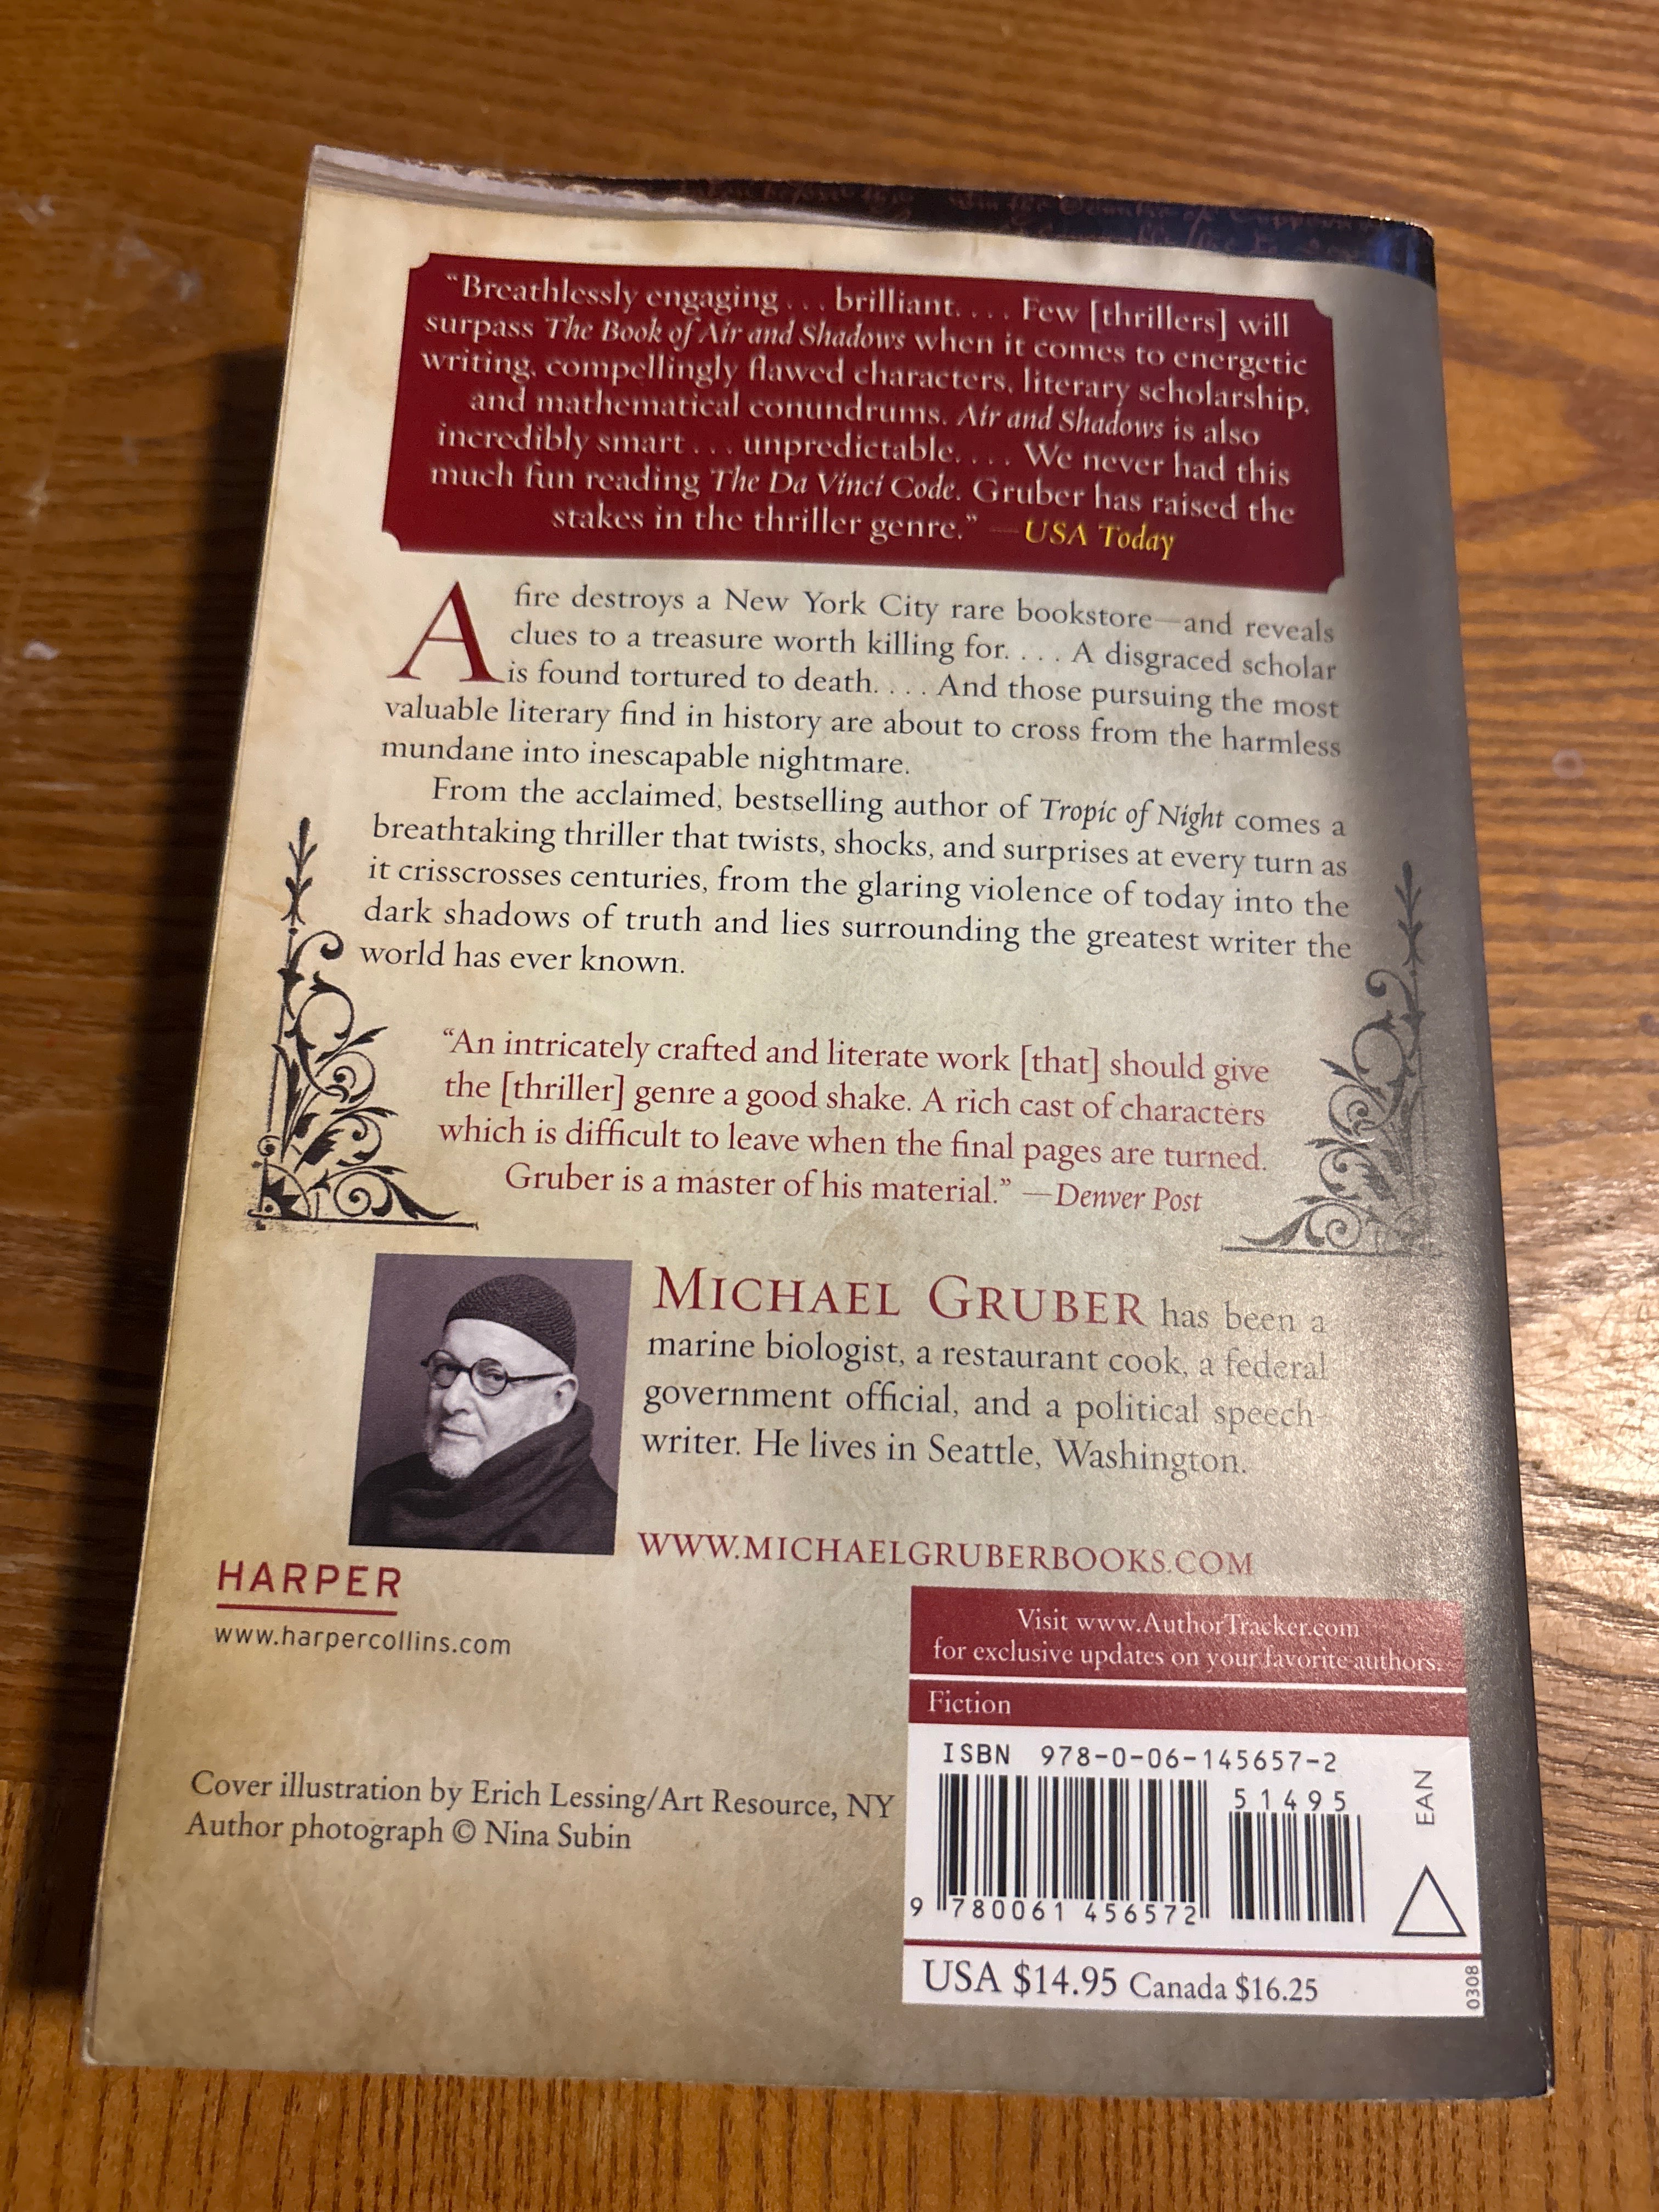 “Breathlessly engaging . . . brilliant. . . . Few [thrillers] will
surpass The Book of Air and Shadows when it comes to energetic
writing, compellingly flawed characters, literary scholarship,
and mathematical conundrums. Air and Shadows is also
incredibly smart . . . unpredictable. . . . We never had this
much fun reading The Da Vinci Code. Gruber has raised the
stakes in the thriller genre.” —USA Today
A fire destroys a New York City rare bookstore—and reveals
clues to a treasure worth killing for. . . . A disgraced scholar
is found tortured to death. . . . And those pursuing the most
valuable literary find in history are about to cross from the harmless
mundane into inescapable nightmare.
From the acclaimed, bestselling author of Tropic of Night comes a
breathtaking thriller that twists, shocks, and surprises at every turn as
it crisscrosses centuries, from the glaring violence of today into the
dark shadows of truth and lies surrounding the greatest writer the
world has ever known.
“An intricately crafted and literate work [that] should give
the [thriller] genre a good shake. A rich cast of characters
which is difficult to leave when the final pages are turned.
Gruber is a master of his material.” —Denver Post
MICHAEL GRUBER has been a
marine biologist, a restaurant cook, a federal
government official, and a political speech-
writer. He lives in Seattle, Washington.
WWW.MICHAELGRUBERBOOKS.COM
HARPER
www.harpercollins.com
Visit www.AuthorTracker.com
for exclusive updates on your favorite authors.
Fiction
ISBN 978-0-06-145657-2
51495
EAN
9 780061 456572
USA $14.95 Canada $16.25
0308
Cover illustration by Erich Lessing/Art Resource, NY
Author photograph © Nina Subin